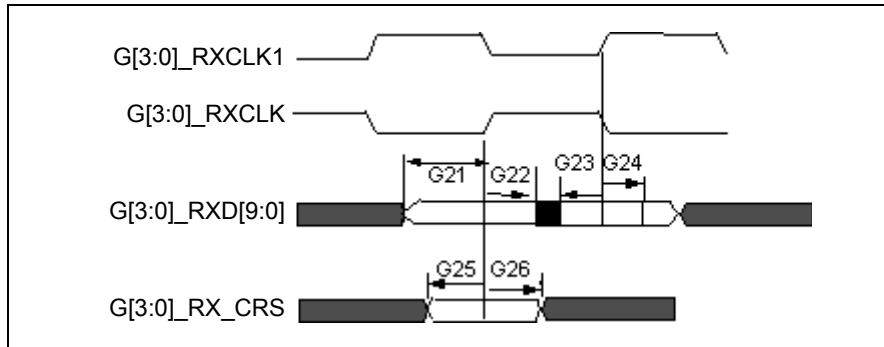 G[3:0]_RXCLK1
G[3:0]_RXCLK
G21 G22 G23 G24
G[3:0]_RXD[9:0]
G25 G26
G[3:0]_RX_CRS